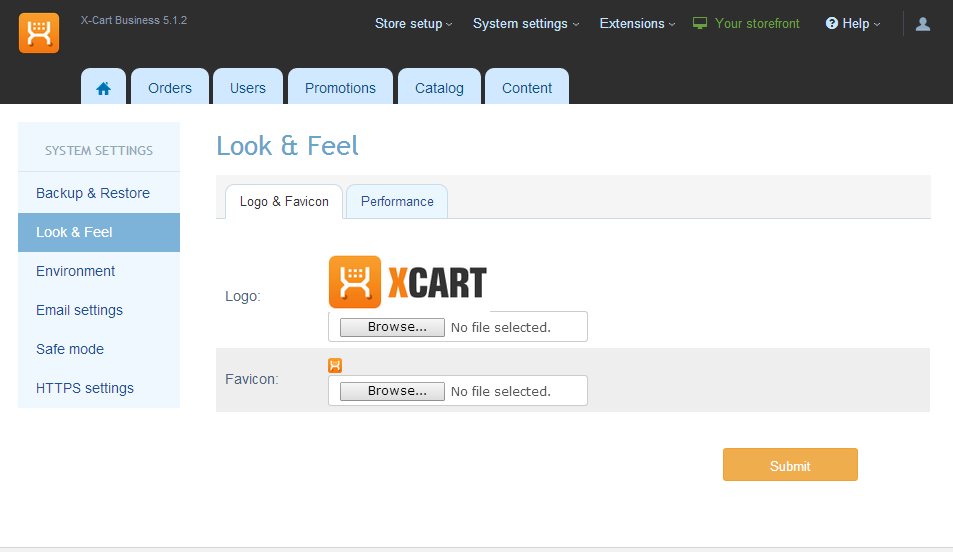 X-Cart Business 5.1.2
Store setup System settings Extensions Your storefront ? Help
Orders Users Promotions Catalog Content
SYSTEM SETTINGS
Backup & Restore
Look & Feel
Environment
Email settings
Safe mode
HTTPS settings
Look & Feel
Logo & Favicon Performance
Logo:
XCART
Browse... No file selected.
Favicon:
Browse... No file selected.
Submit